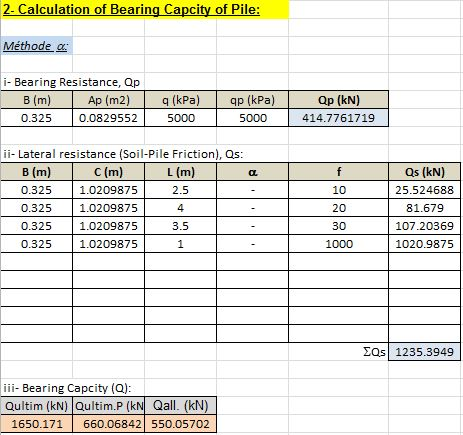 2- Calculation of Bearing Capcity of Pile:
Méthode α:
i- Bearing Resistance, Qp
B (m) Ap (m2) q (kPa) qp (kPa) Qp (kN)
0.325 0.0829552 5000 5000 414.7761719
ii- Lateral resistance (Soil-Pile Friction), Qs:
B (m) C (m) L (m) α f Qs (kN)
0.325 1.0209875 2.5 - 10 25.524688
0.325 1.0209875 4 - 20 81.679
0.325 1.0209875 3.5 - 30 107.20369
0.325 1.0209875 1 - 1000 1020.9875
ΣQs 1235.3949
iii- Bearing Capcity (Q):
Qultim (kN) Qultim.P (kN Qall. (kN)
1650.171 660.06842 550.05702